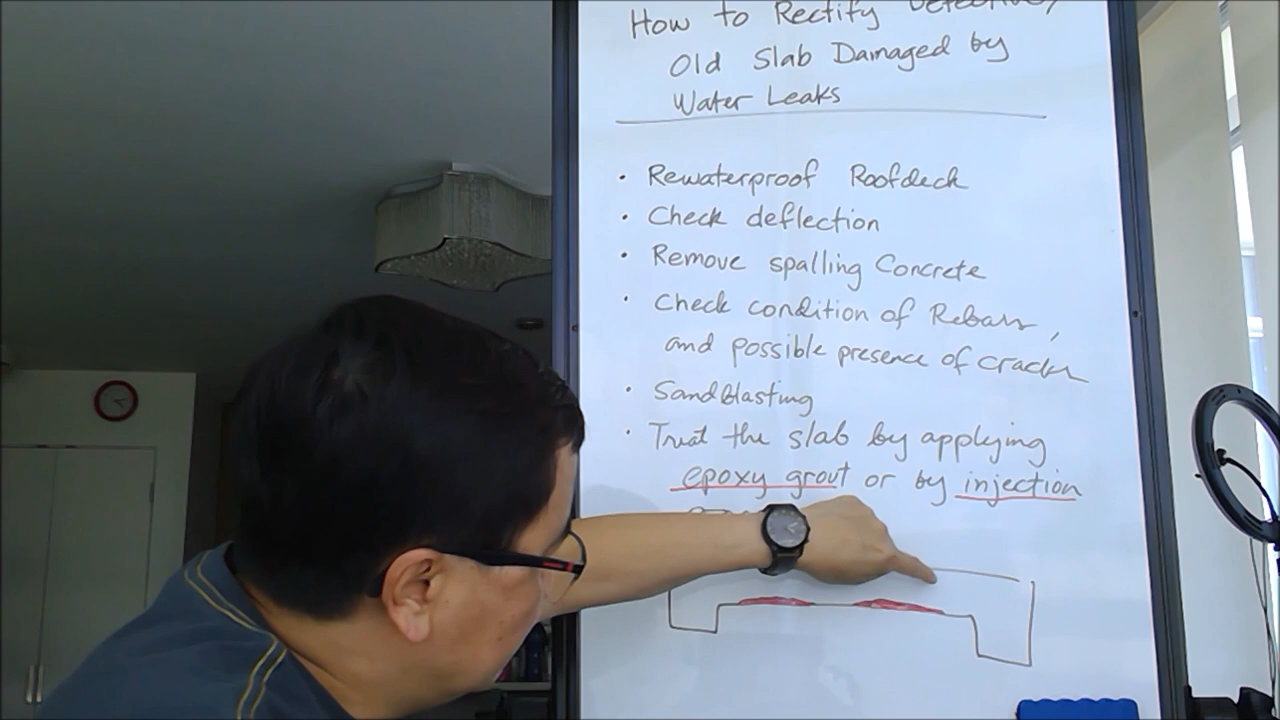 How to Rectify Defective,
Old Slab Damaged by
Water Leaks
• Rewaterproof Roofdeck
• Check deflection
• Remove spalling Concrete
• Check condition of Rebars,
and possible presence of cracks
• Sandblasting
• Treat the slab by applying
epoxy grout or by injection